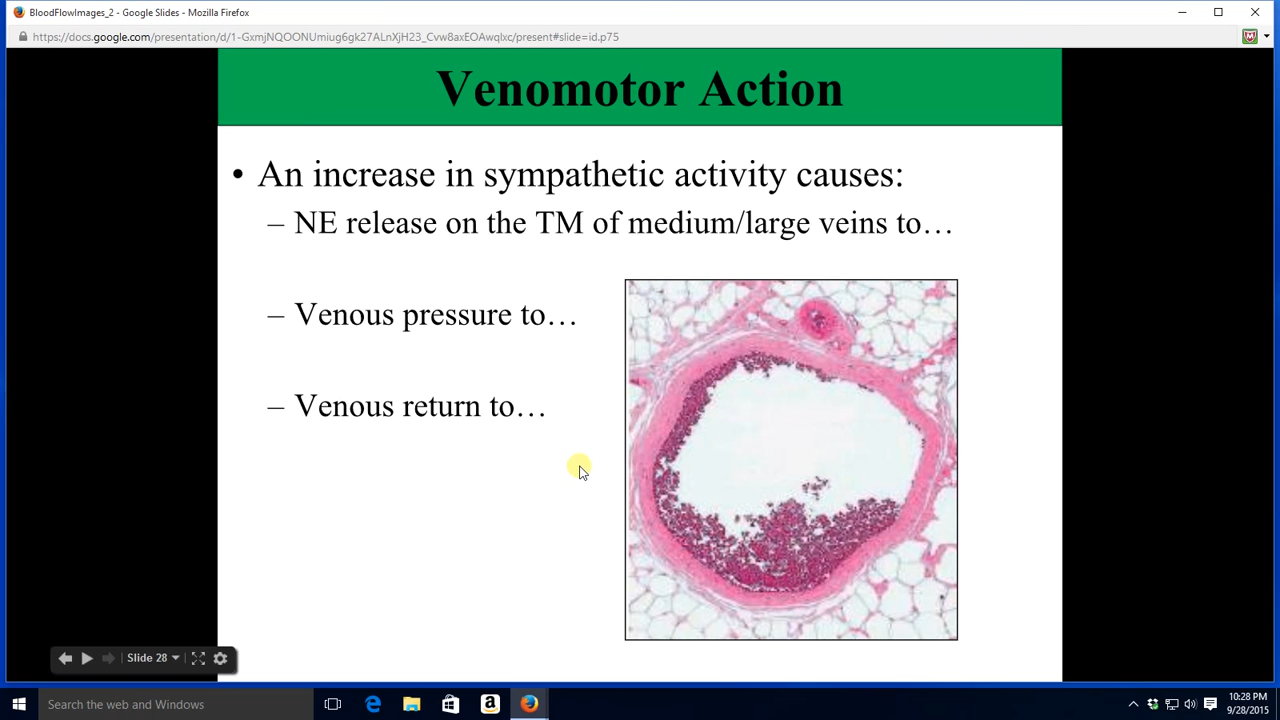 BloodFlowImages_2 - Google Slides - Mozilla Firefox
https://docs.google.com/presentation/d/1-GxmjNQOONUmiug6gk27ALnXjH23_Cvw8axEOAwqlxc/present#slide=id.p75
Venomotor Action
• An increase in sympathetic activity causes:
– NE release on the TM of medium/large veins to…
– Venous pressure to…
– Venous return to…
Slide 28
Search the web and Windows
10:28 PM
9/28/2015